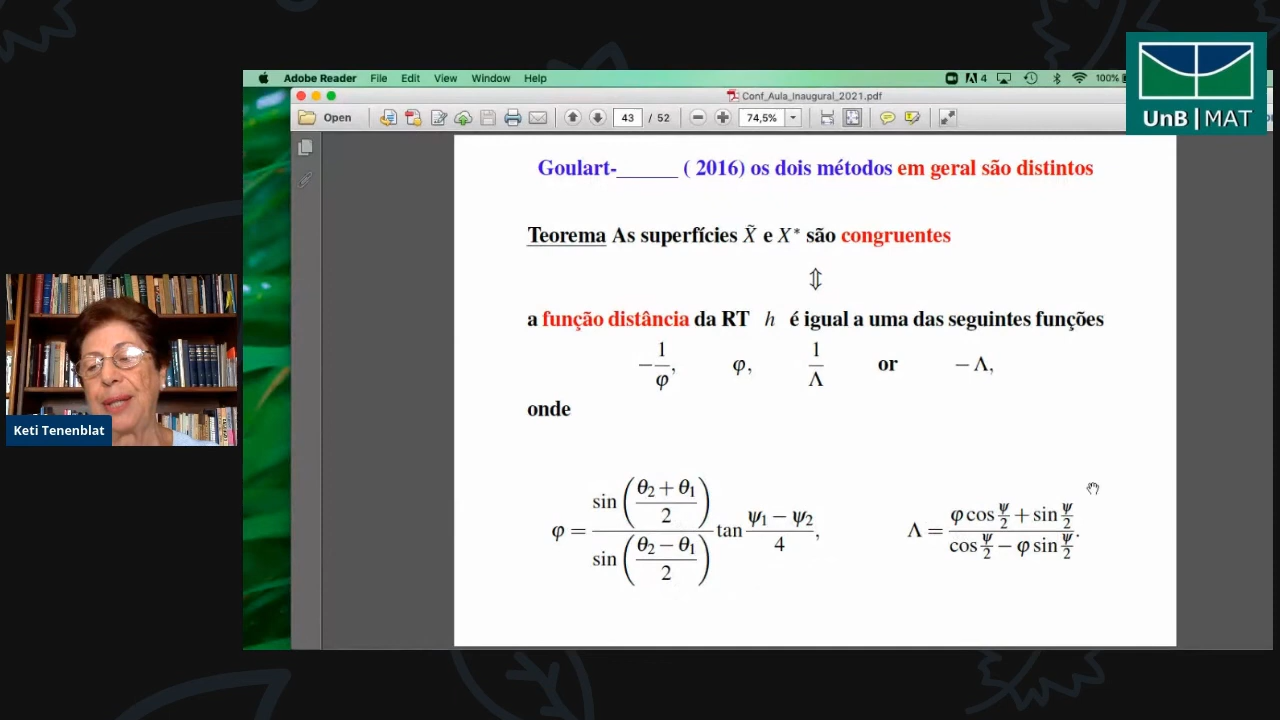 Adobe Reader File Edit View Window Help
4 100%
Conf_Aula_Inaugural_2021.pdf
Open 43 / 52 74,5%
UnB | MAT
Goulart-______ ( 2016) os dois métodos em geral são distintos
Teorema As superfícies X̃ e X* são congruentes
⇕
a função distância da RT h é igual a uma das seguintes funções
−1/φ, φ, 1/Λ or − Λ,
onde
φ = sin((θ₂ + θ₁)/2) / sin((θ₂ − θ₁)/2) tan (ψ₁ − ψ₂)/4, Λ = (φ cos ψ/2 + sin ψ/2) / (cos ψ/2 − φ sin ψ/2).
Keti Tenenblat